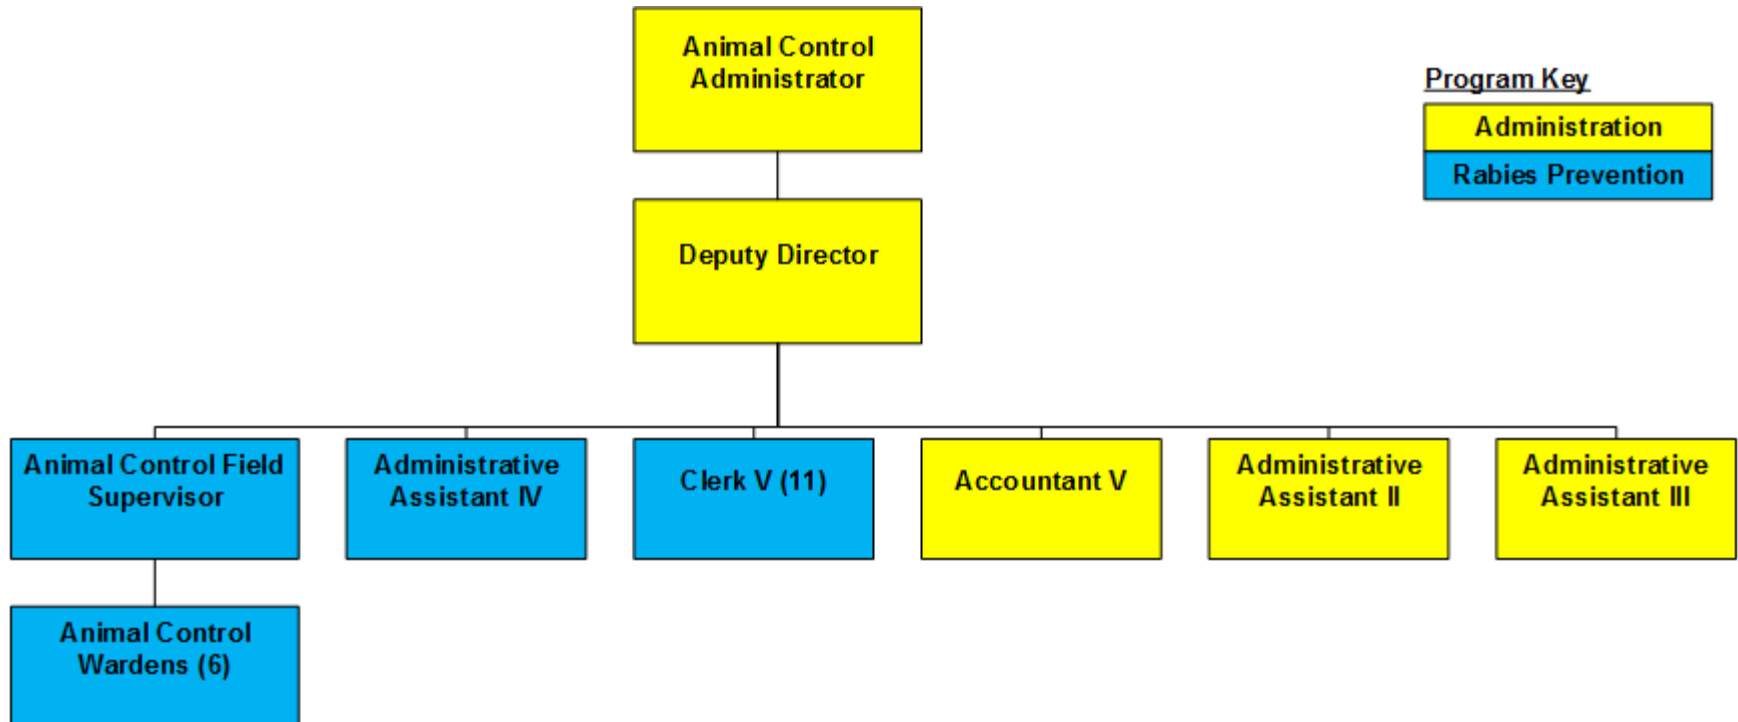 Animal Control
Administrator
Program Key
Administration
Rabies Prevention
Deputy Director
Animal Control Field
Supervisor
Administrative
Assistant IV
Clerk V (11)
Accountant V
Administrative
Assistant II
Administrative
Assistant III
Animal Control
Wardens (6)